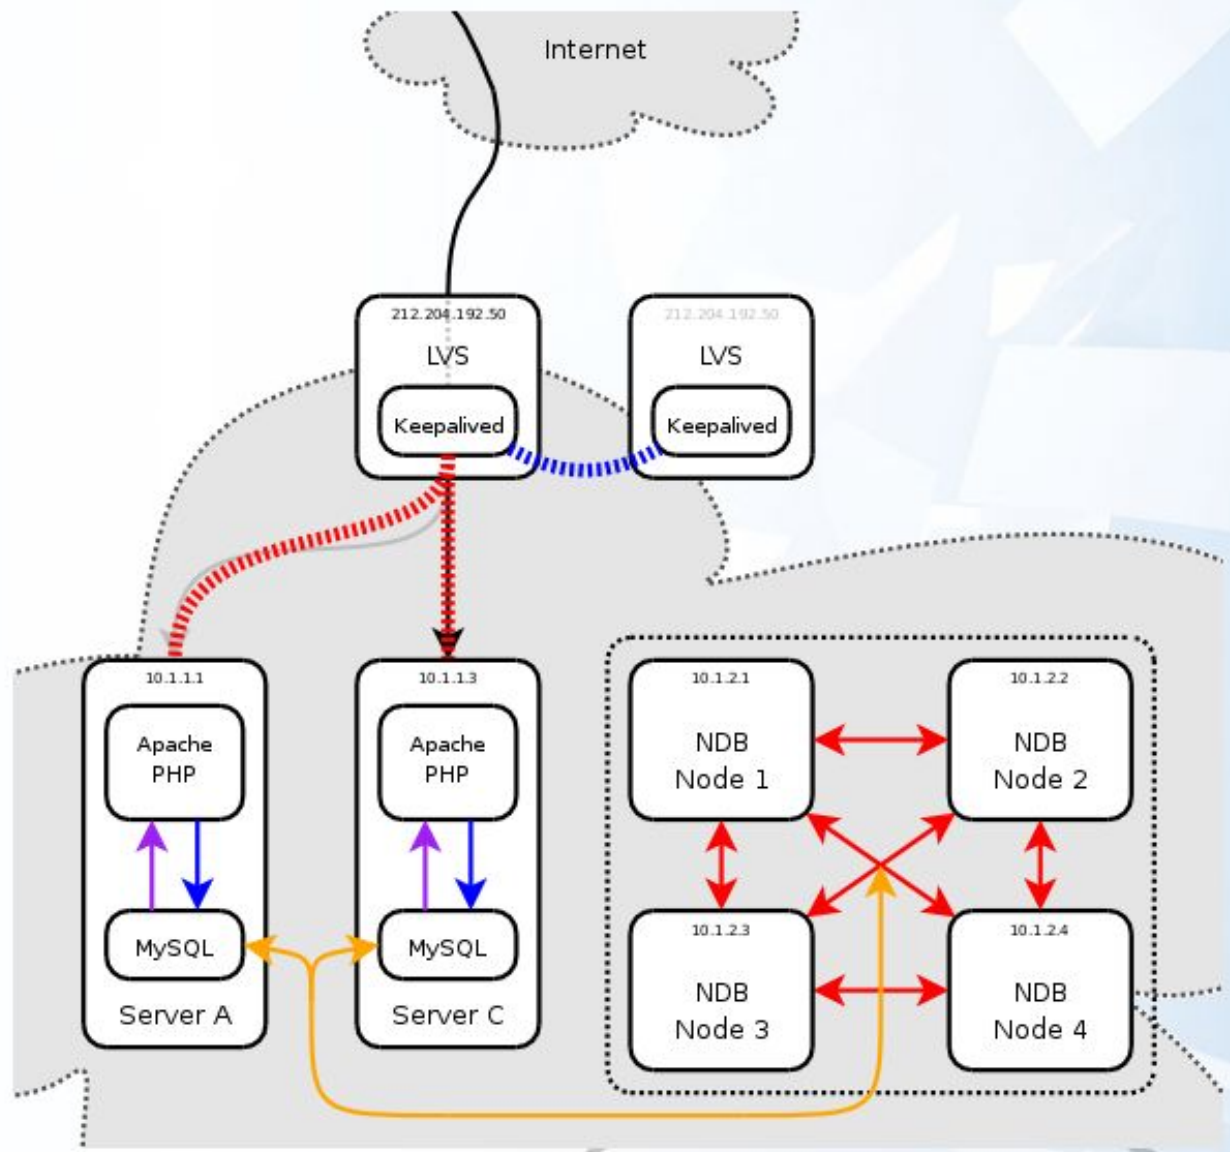 Internet
212.204.192.50
LVS
Keepalived
212.204.192.50
LVS
Keepalived
10.1.1.1
Apache
PHP
MySQL
Server A
10.1.1.3
Apache
PHP
MySQL
Server C
10.1.2.1
NDB
Node 1
10.1.2.2
NDB
Node 2
10.1.2.3
NDB
Node 3
10.1.2.4
NDB
Node 4